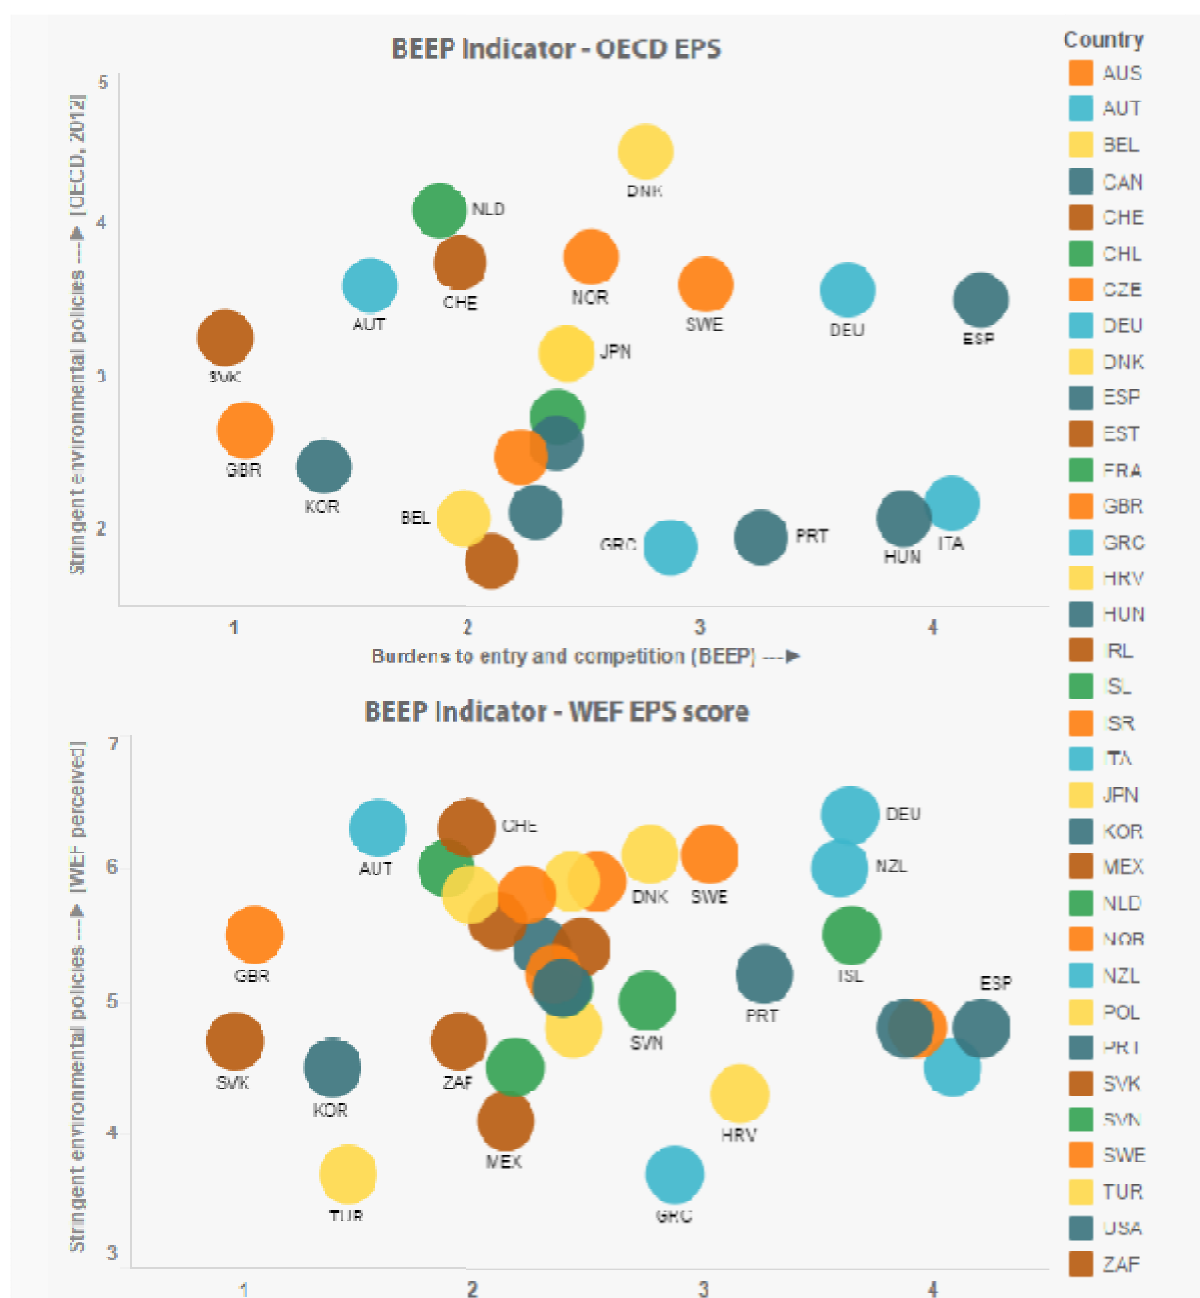 BEEP Indicator - OECD EPS
Stringent environmental policies ---▶ [OECD, 2012]
5
4
3
2
DNK
NLD
CHE
NOR
AUT
SWE
DEU
ESP
SVK
JPN
GBR
KOR
BEL
GRC
PRT
HUN
ITA
1
2
3
4
Burdens to entry and competition (BEEP) ---▶
BEEP Indicator - WEF EPS score
Stringent environmental policies ---▶ [WEF perceived]
7
6
5
4
3
DEU
CHE
AUT
NZL
DNK
SWE
GBR
ISL
ESP
PRT
SVN
SVK
ZAF
KOR
HRV
MEX
TUR
GRC
1
2
3
4
Country
AUS
AUT
BEL
CAN
CHE
CHL
CZE
DEU
DNK
ESP
EST
FRA
GBR
GRC
HRV
HUN
IRL
ISL
ISR
ITA
JPN
KOR
MEX
NLD
NOR
NZL
POL
PRT
SVK
SVN
SWE
TUR
USA
ZAF